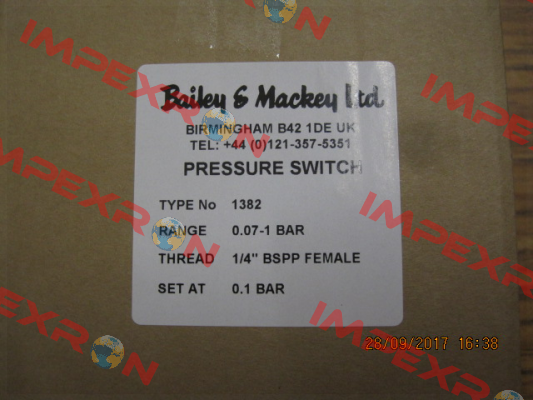 Bailey & Mackey Ltd
BIRMINGHAM B42 1DE UK
TEL: +44 (0)121-357-5351
PRESSURE SWITCH
TYPE No 1382
RANGE 0.07-1 BAR
THREAD 1/4" BSPP FEMALE
SET AT 0.1 BAR
28/09/2017 16:38
IMPEXRON
IMPEXRON
IMPEXRON
IMPEXRON
IMPEXRON